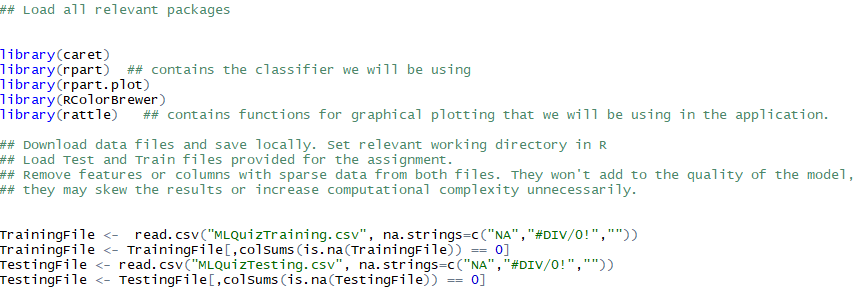 ## Load all relevant packages
library(caret)
library(rpart)  ## contains the classifier we will be using
library(rpart.plot)
library(RColorBrewer)
library(rattle)   ## contains functions for graphical plotting that we will be using in the application.
## Download data files and save locally. Set relevant working directory in R
## Load Test and Train files provided for the assignment.
## Remove features or columns with sparse data from both files. They won't add to the quality of the model,
## they may skew the results or increase computational complexity unnecessarily.
TrainingFile <-  read.csv("MLQuizTraining.csv", na.strings=c("NA","#DIV/0!",""))
TrainingFile <- TrainingFile[,colSums(is.na(TrainingFile)) == 0]
TestingFile <- read.csv("MLQuizTesting.csv", na.strings=c("NA","#DIV/0!",""))
TestingFile <- TestingFile[,colSums(is.na(TestingFile)) == 0]